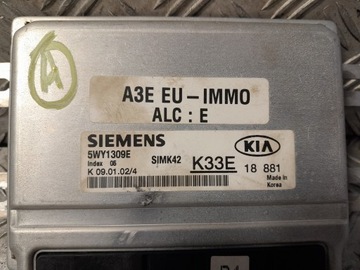 A
A3E EU-IMMO
ALC : E
SIEMENS
5WY1309E
Index 06
SIMK42
K 09.01.02/4
K33E
KIA
18 881
Made in
Korea